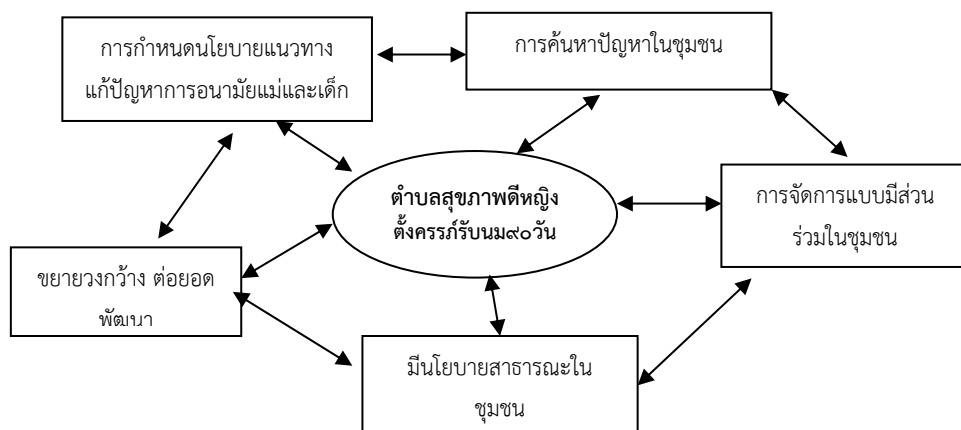 การกำหนดนโยบายแนวทาง
แก้ปัญหาการอนามัยแม่และเด็ก
การค้นหาปัญหาในชุมชน
ตำบลสุขภาพดีหญิง
ตั้งครรภ์รับนม๙๐วัน
การจัดการแบบมีส่วน
ร่วมในชุมชน
ขยายวงกว้าง ต่อยอด
พัฒนา
มีนโยบายสาธารณะใน
ชุมชน